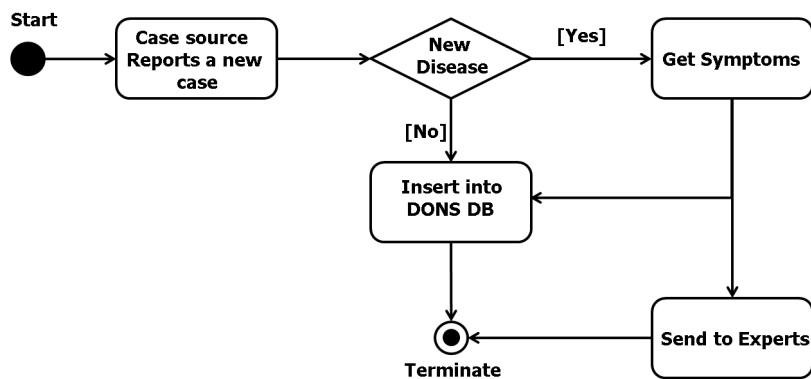 Start
Case source
Reports a new
case
New
Disease
[Yes]
Get Symptoms
[No]
Insert into
DONS DB
Send to Experts
Terminate